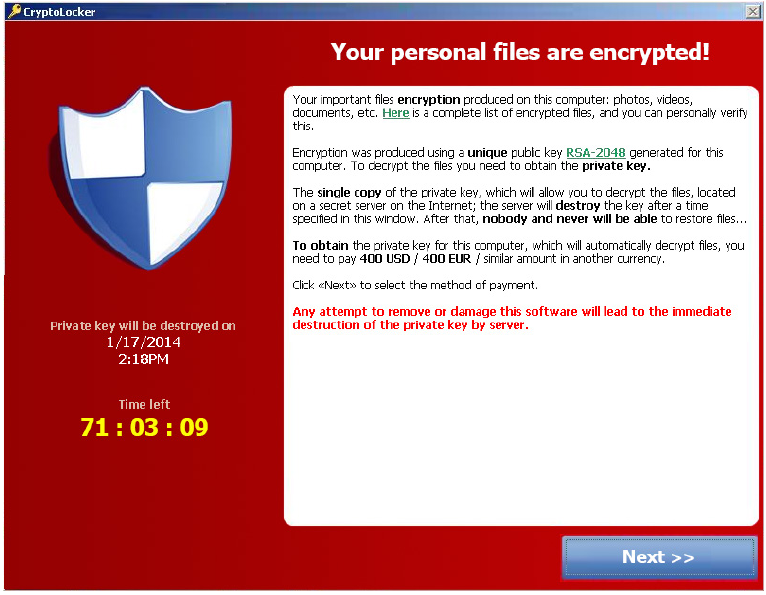 CryptoLocker
Your personal files are encrypted!
Your important files encryption produced on this computer: photos, videos,
documents, etc. Here is a complete list of encrypted files, and you can personally verify
this.
Encryption was produced using a unique public key RSA-2048 generated for this
computer. To decrypt the files you need to obtain the private key.
The single copy of the private key, which will allow you to decrypt the files, located
on a secret server on the Internet; the server will destroy the key after a time
specified in this window. After that, nobody and never will be able to restore files...
To obtain the private key for this computer, which will automatically decrypt files, you
need to pay 400 USD / 400 EUR / similar amount in another currency.
Click «Next» to select the method of payment.
Any attempt to remove or damage this software will lead to the immediate
destruction of the private key by server.
Private key will be destroyed on
1/17/2014
2:18PM
Time left
71 : 03 : 09
Next >>